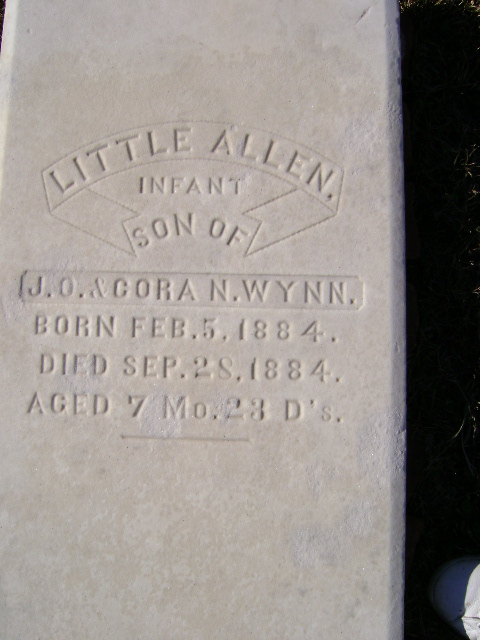 LITTLE ALLEN.
INFANT
SON OF
J.O.&CORA N.WYNN.
BORN FEB.5,1884.
DIED SEP.28,1884.
AGED 7 MO.23 D's.